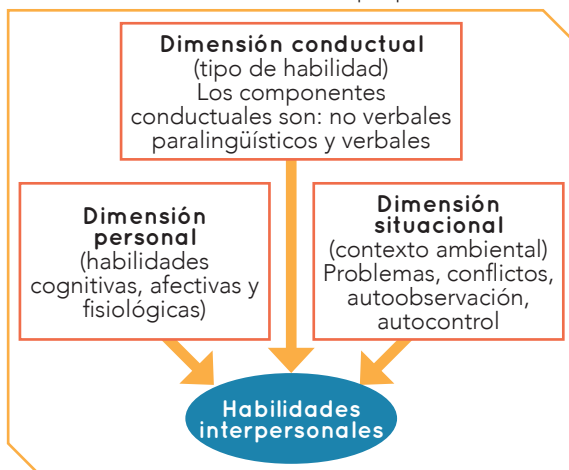 Dimensión conductual
(tipo de habilidad)
Los componentes
conductuales son: no verbales
paralingüísticos y verbales
Dimensión
personal
(habilidades
cognitivas, afectivas y
fisiológicas)
Dimensión
situacional
(contexto ambiental)
Problemas, conflictos,
autoobservación,
autocontrol
Habilidades
interpersonales